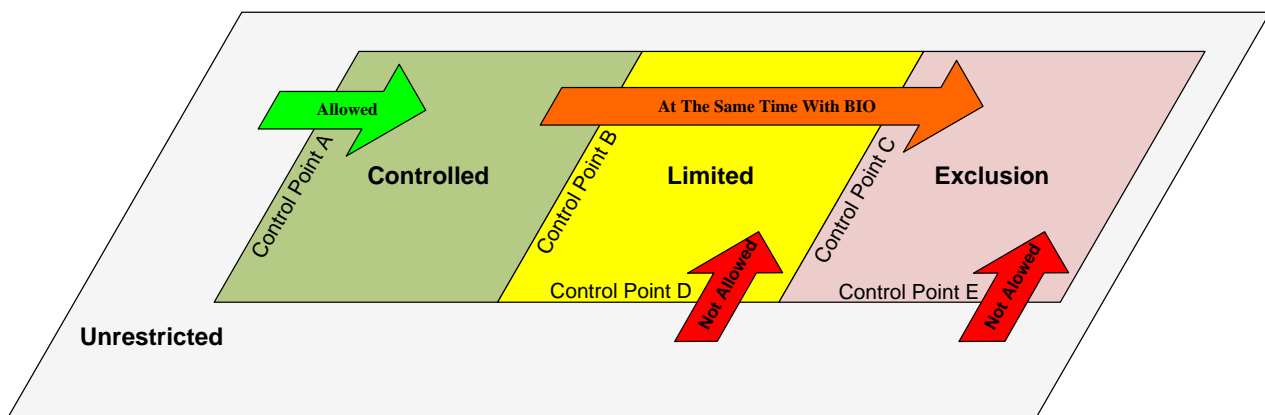 Allowed
At The Same Time With BIO
Control Point A
Control Point B
Control Point C
Controlled
Limited
Exclusion
Not Allowed
Not Alowed
Control Point D
Control Point E
Unrestricted